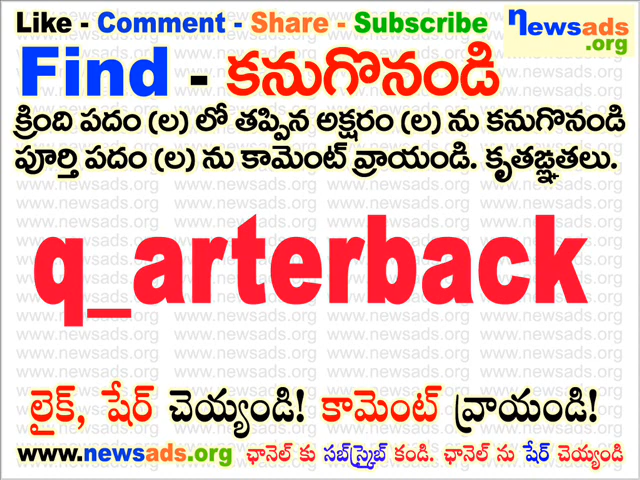 Like - Comment - Share - Subscribe
newsads
.org
Find - కనుగొనండి
క్రింది పదం (ల) లో తప్పిన అక్షరం (ల) ను కనుగొనండి
పూర్తి పదం (ల) ను కామెంట్ వ్రాయండి. కృతజ్ఞతలు.
q_arterback
లైక్, షేర్ చెయ్యండి! కామెంట్ వ్రాయండి!
www.newsads.org ఛానెల్ కు సబ్‌స్క్రైబ్ కండి. ఛానెల్ ను షేర్ చెయ్యండి